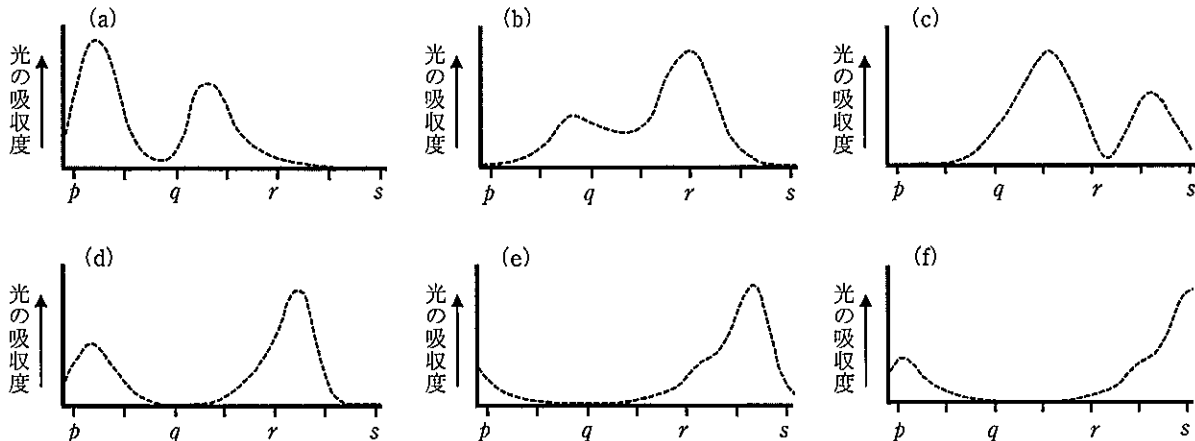 (a)
光の吸収度
p q r s
(b)
光の吸収度
p q r s
(c)
光の吸収度
p q r s
(d)
光の吸収度
p q r s
(e)
光の吸収度
p q r s
(f)
光の吸収度
p q r s